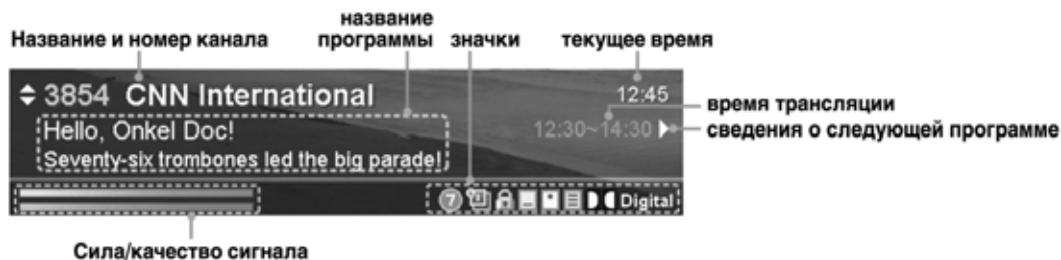 название
Название и номер канала программы значки текущее время
3854 CNN International 12:45
время трансляции
Hello, Onkel Doc! 12:30~14:30
сведения о следующей программе
Seventy-six trombones led the big parade!
7 Digital
Сила/качество сигнала